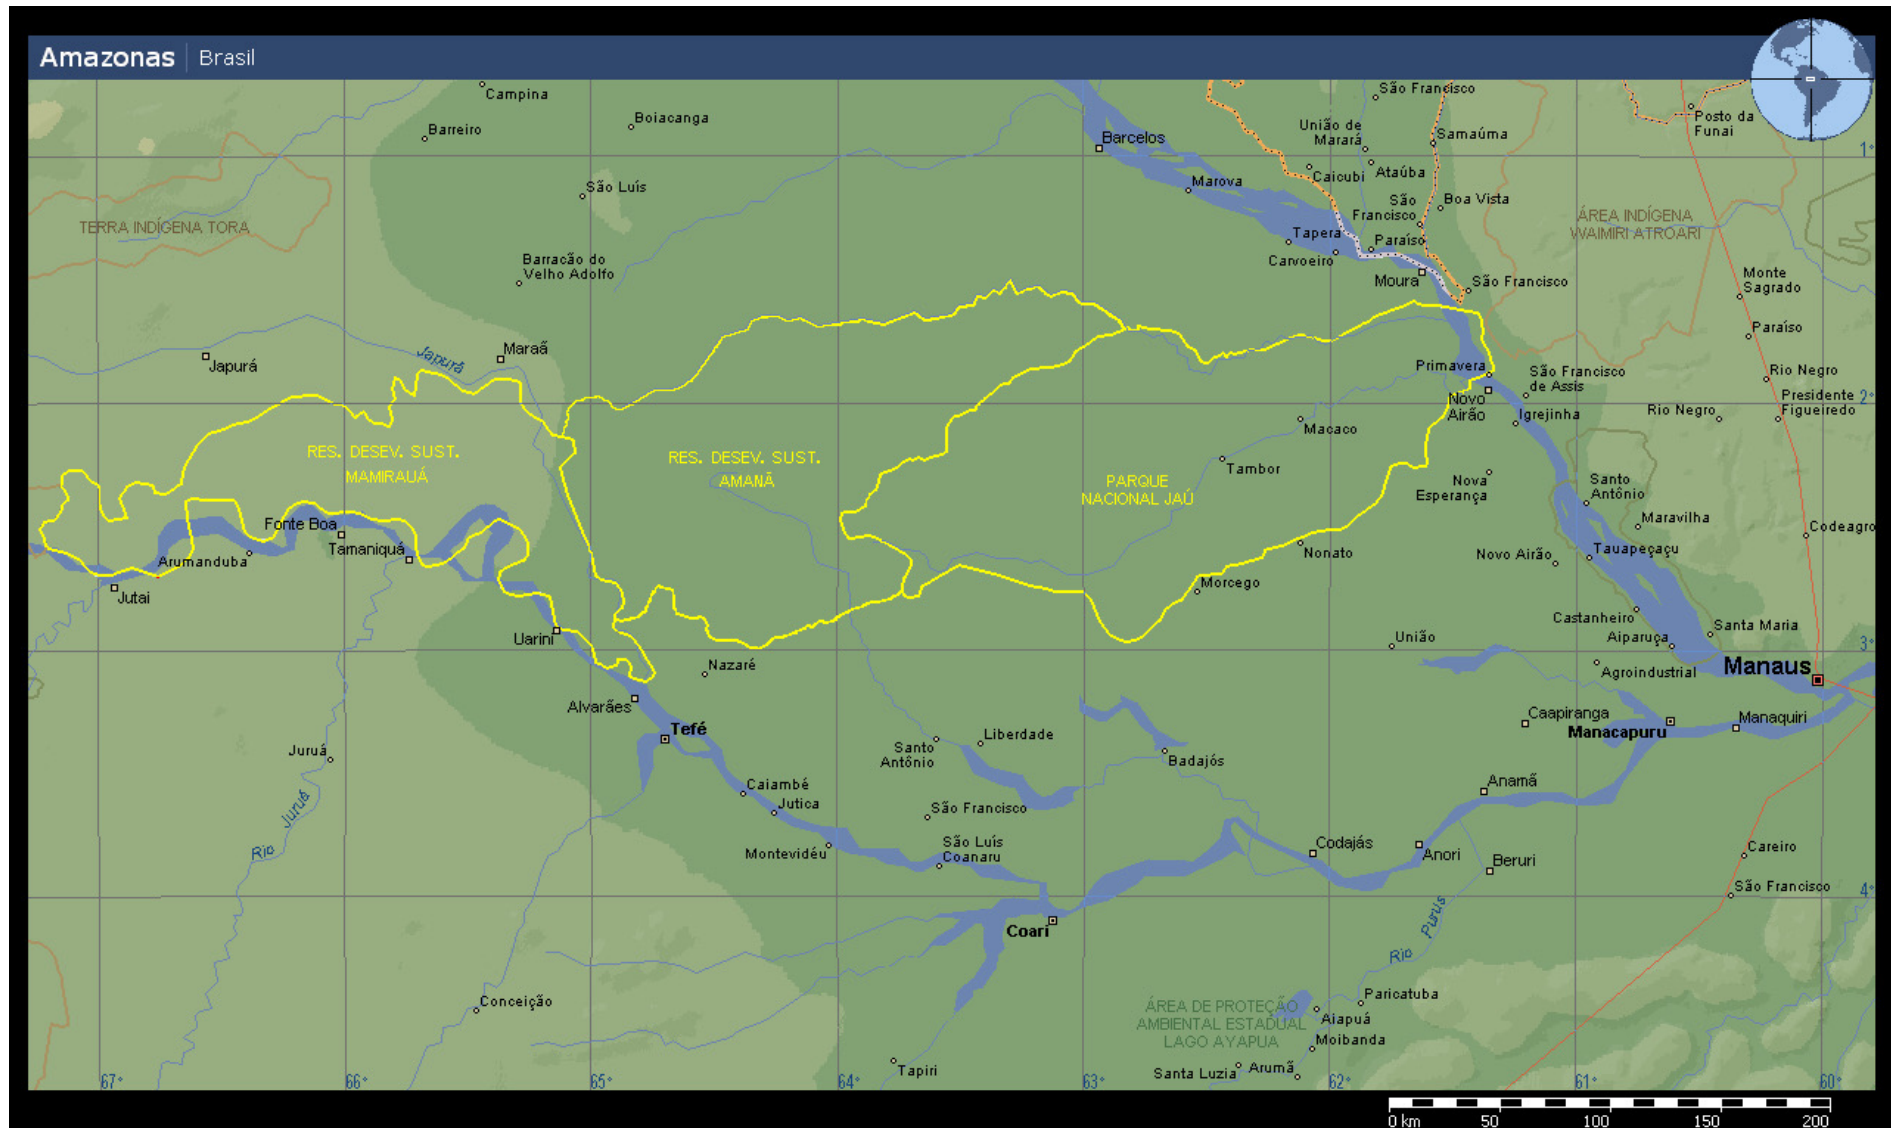 Amazonas
Brasil
Campina
Barreiro
Boiacanga
São Luís
TERRA INDÍGENA TORA
Barracão do
Velho Adolfo
Barcelos
Marova
São Francisco
União de
Marará
Samaúma
Caicubi
Ataúba
São
Francisco
Boa Vista
Tapera
Paraíso
Carvoeiro
Moura
São Francisco
Posto da
Funai
1°
ÁREA INDÍGENA
WAIMIRI ATROARI
Monte
Sagrado
Paraíso
Japurá
Japurá
Maraã
Primavera
São Francisco
de Assis
Novo
Airão
Igrejinha
Rio Negro
Rio Negro
Presidente
Figueiredo
2°
RES. DESEV. SUST.
MAMIRAUÁ
RES. DESEV. SUST.
AMANÃ
PARQUE
NACIONAL JAÚ
Macaco
Tambor
Nova
Esperança
Santo
Antônio
Maravilha
Codeagro
Fonte Boa
Tamaniquá
Arumanduba
Jutai
Nonato
Morcego
Novo Airão
Tauapeçaçu
Castanheiro
Aiparuça
Santa Maria
Uarini
Nazaré
União
Agroindustrial
3°
Manaus
Alvarães
Tefé
Caapiranga
Manacapuru
Manaquiri
Juruá
Rio Juruá
Santo
Antônio
Liberdade
Badajós
Caiambé
Jutica
São Francisco
Anamã
Montevidéu
São Luís
Coanaru
Codajás
Anori
Beruri
Careiro
São Francisco
4°
Coari
Rio Purus
Conceição
ÁREA DE PROTEÇÃO
AMBIENTAL ESTADUAL
LAGO AYAPUA
Paricatuba
Aiapuá
Moibanda
Tapiri
Santa Luzia
Arumã
67°
66°
65°
64°
63°
62°
61°
60°
0 km 50 100 150 200